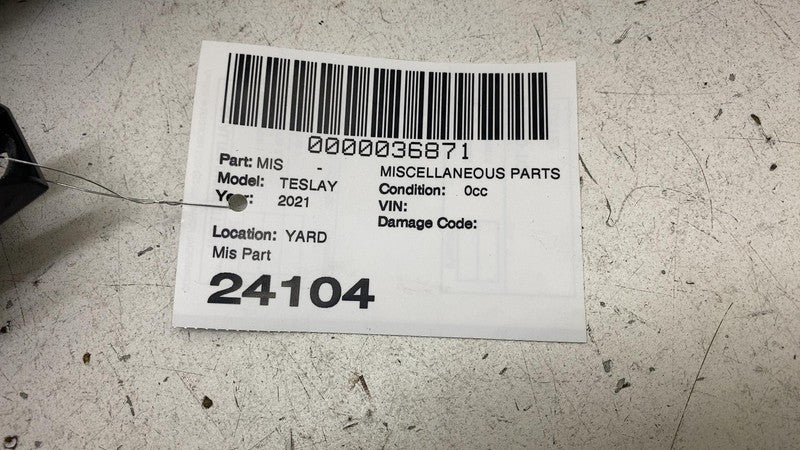 0000036871
Part: MIS - MISCELLANEOUS PARTS
Model: TESLAY Condition: 0cc
2021 VIN:
Damage Code:
Location: YARD
Mis Part
24104